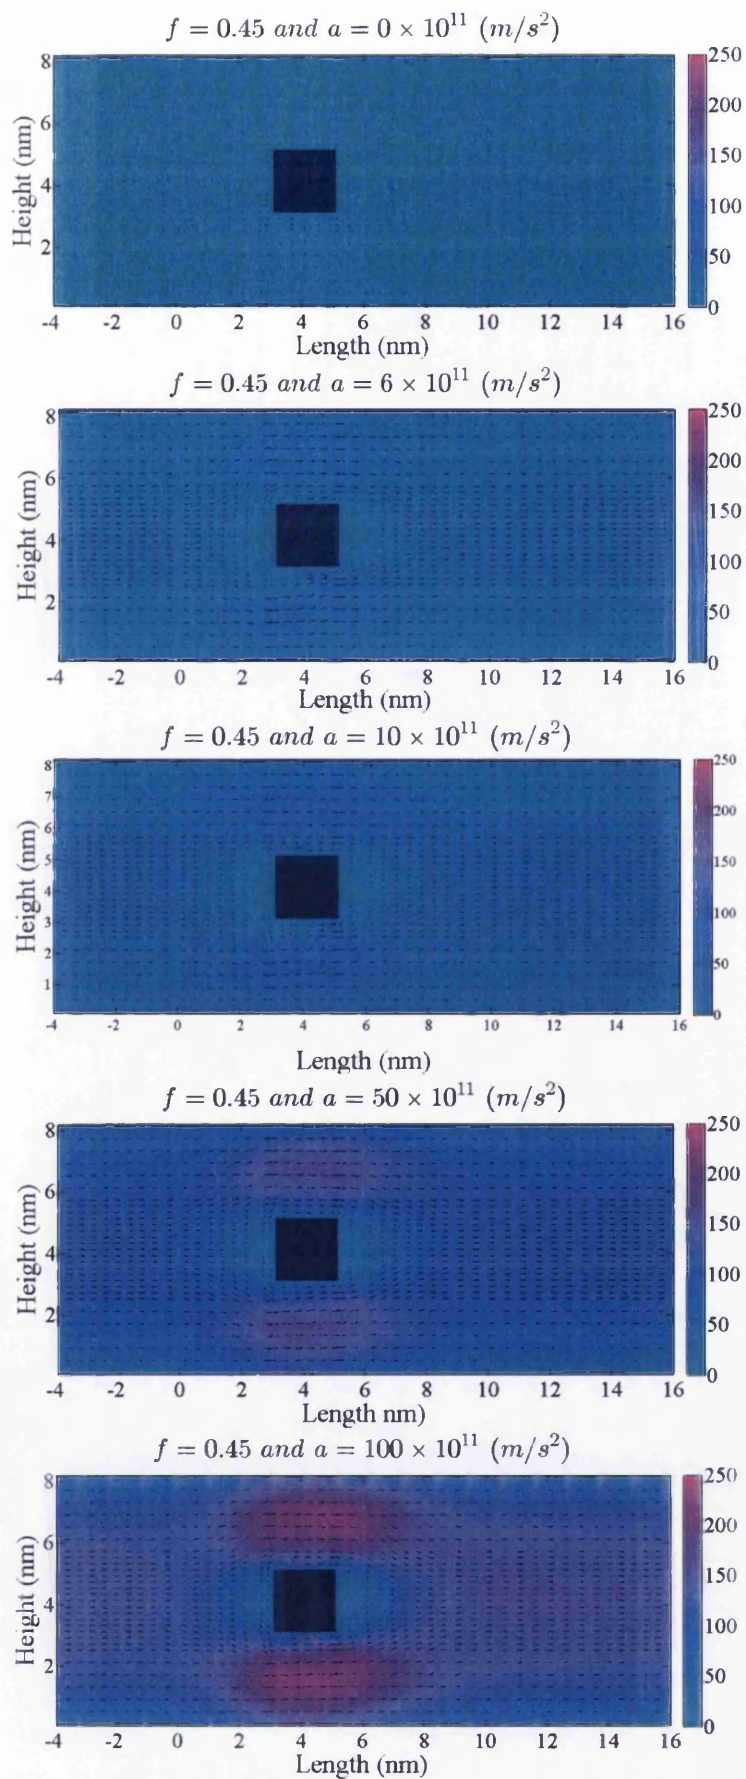 f = 0.45 and a = 0 × 10^11 (m/s^2)
8
6
4
2
Height (nm)
-4 -2 0 2 4 6 8 10 12 14 16
Length (nm)
250
200
150
100
50
0
f = 0.45 and a = 6 × 10^11 (m/s^2)
8
6
4
2
Height (nm)
-4 -2 0 2 4 6 8 10 12 14 16
Length (nm)
250
200
150
100
50
0
f = 0.45 and a = 10 × 10^11 (m/s^2)
8
7
6
5
4
3
2
1
Height (nm)
-4 -2 0 2 4 6 8 10 12 14 16
Length (nm)
250
200
150
100
50
0
f = 0.45 and a = 50 × 10^11 (m/s^2)
8
6
4
2
Height (nm)
-4 -2 0 2 4 6 8 10 12 14 16
Length nm)
250
200
150
100
50
0
f = 0.45 and a = 100 × 10^11 (m/s^2)
8
6
4
2
Height (nm)
-4 -2 0 2 4 6 8 10 12 14 16
Length (nm)
250
200
150
100
50
0